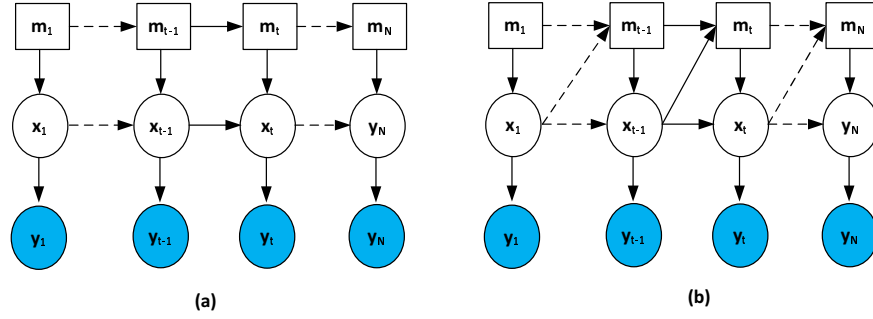 m1 mt-1 mt mN m1 mt-1 mt mN
x1 xt-1 xt yN x1 xt-1 xt yN
y1 yt-1 yt yN y1 yt-1 yt yN
(a) (b)